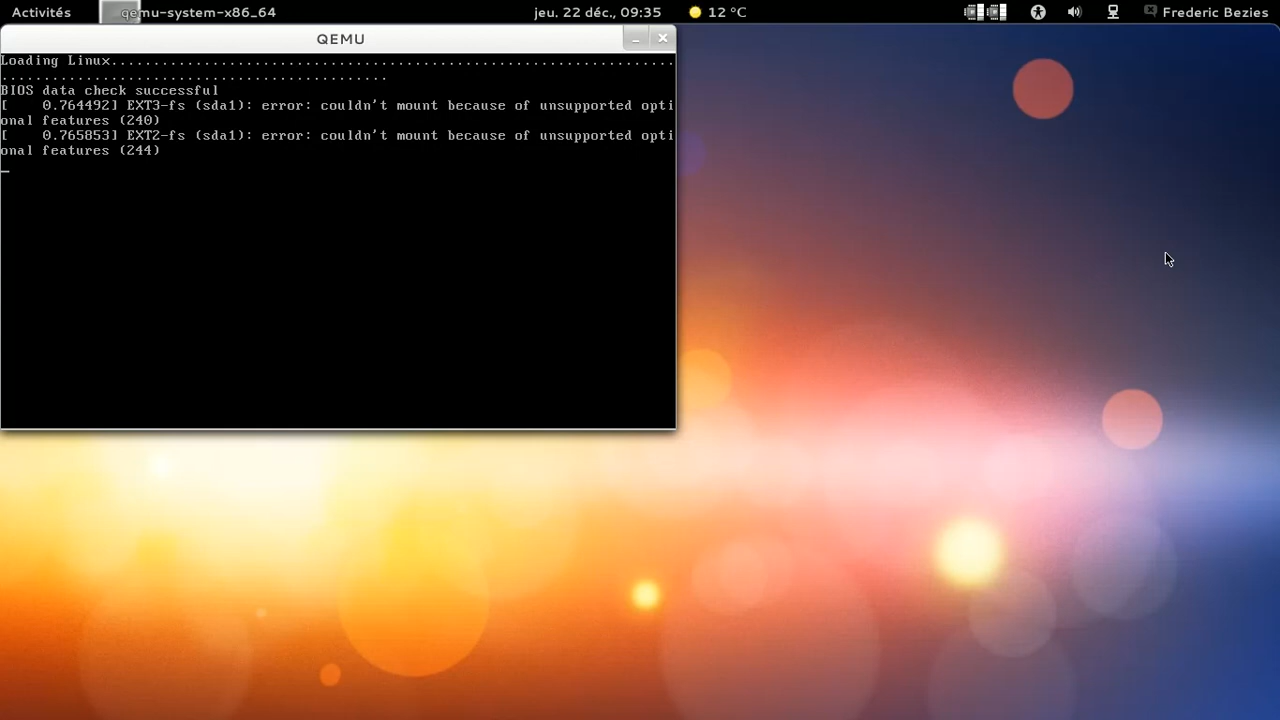 Activités qemu-system-x86_64 jeu. 22 déc., 09:35 12 °C Frederic Bezies
QEMU
Loading Linux...................................................................
..............................................
BIOS data check successful
[    0.764492] EXT3-fs (sda1): error: couldn't mount because of unsupported opti
onal features (240)
[    0.765853] EXT2-fs (sda1): error: couldn't mount because of unsupported opti
onal features (244)